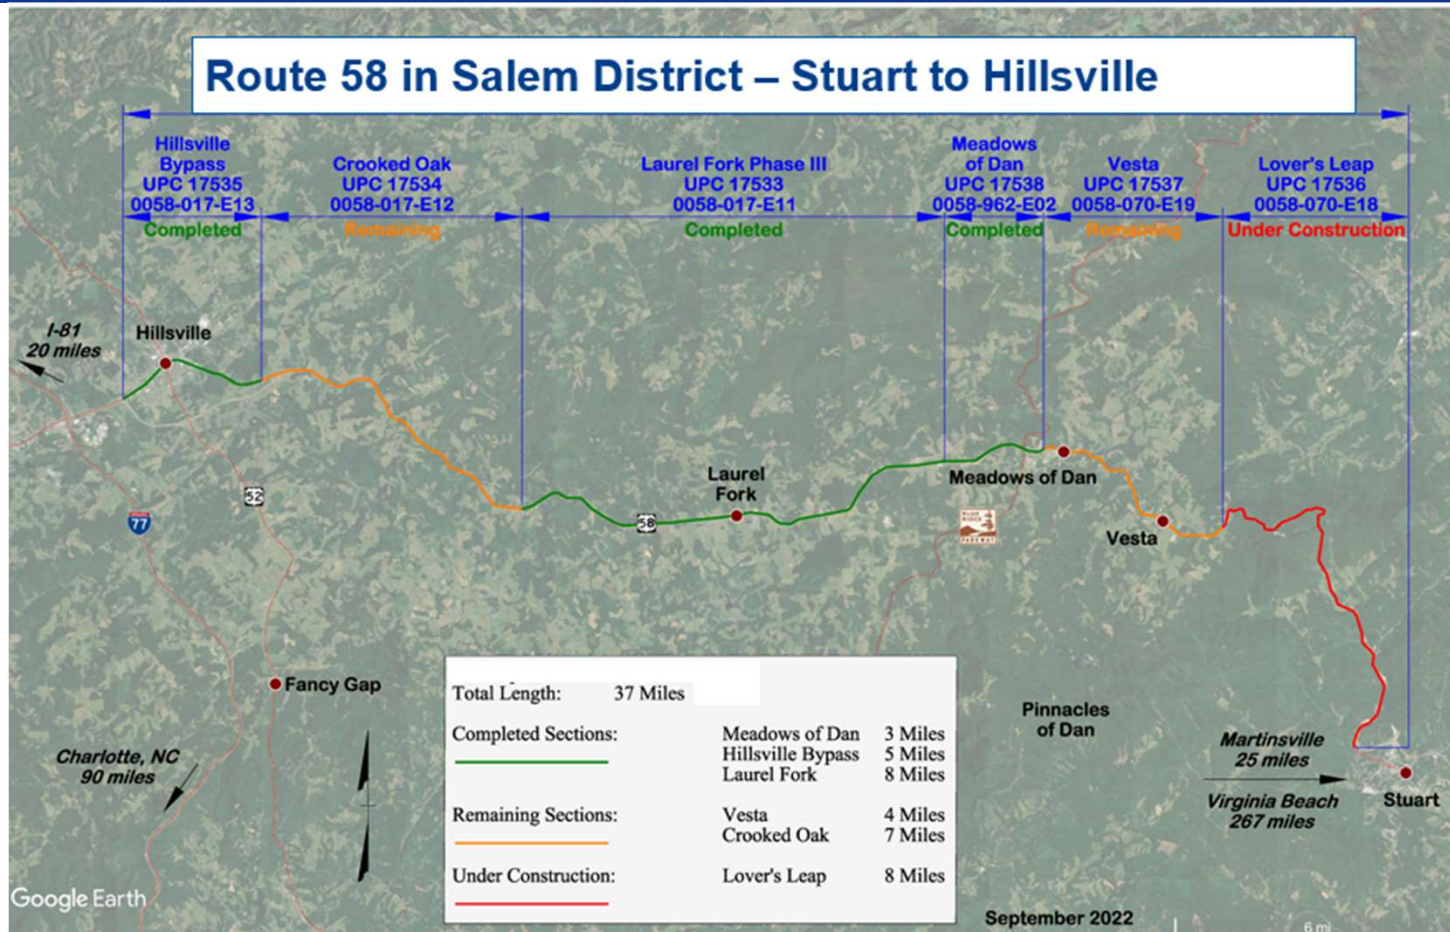 Route 58 in Salem District – Stuart to Hillsville
Hillsville
Bypass
UPC 17535
0058-017-E13
Completed
Crooked Oak
UPC 17534
0058-017-E12
Remaining
Laurel Fork Phase III
UPC 17533
0058-017-E11
Completed
Meadows
of Dan
UPC 17538
0058-962-E02
Completed
Vesta
UPC 17537
0058-070-E19
Remaining
Lover's Leap
UPC 17536
0058-070-E18
Under Construction
I-81
20 miles
Hillsville
52
77
Laurel
Fork
58
Meadows of Dan
BLUE RIDGE
PARKWAY
Vesta
Fancy Gap
Charlotte, NC
90 miles
Pinnacles
of Dan
Martinsville
25 miles
Virginia Beach
267 miles
Stuart
Total Length: 37 Miles
Completed Sections: Meadows of Dan 3 Miles
Hillsville Bypass 5 Miles
Laurel Fork 8 Miles
Remaining Sections: Vesta 4 Miles
Crooked Oak 7 Miles
Under Construction: Lover's Leap 8 Miles
Google Earth
September 2022
6 mi